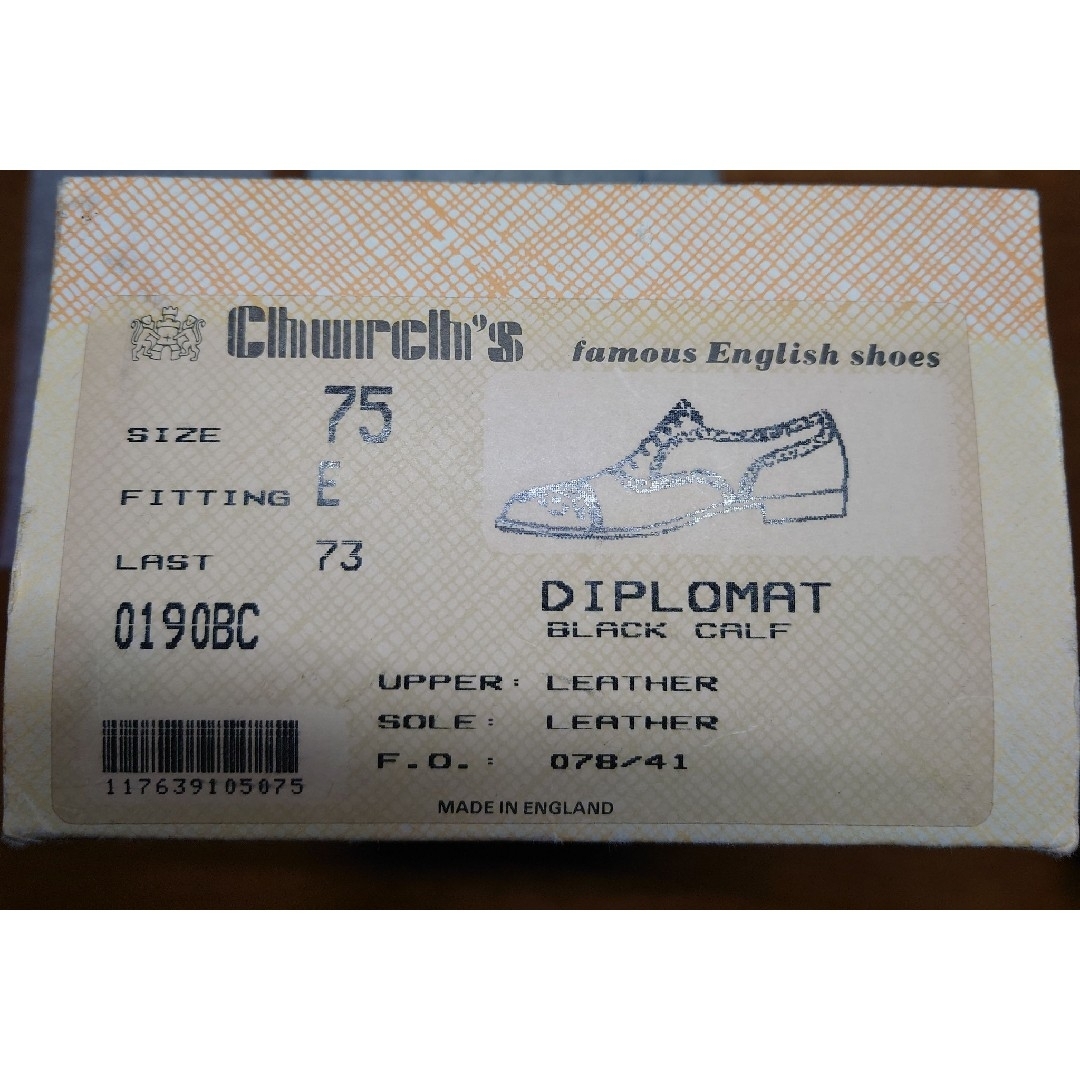 Church's famous English shoes
SIZE 75
FITTING E
LAST 73
0190BC
DIPLOMAT
BLACK CALF
UPPER: LEATHER
SOLE: LEATHER
F.O.: 078/41
117639105075
MADE IN ENGLAND